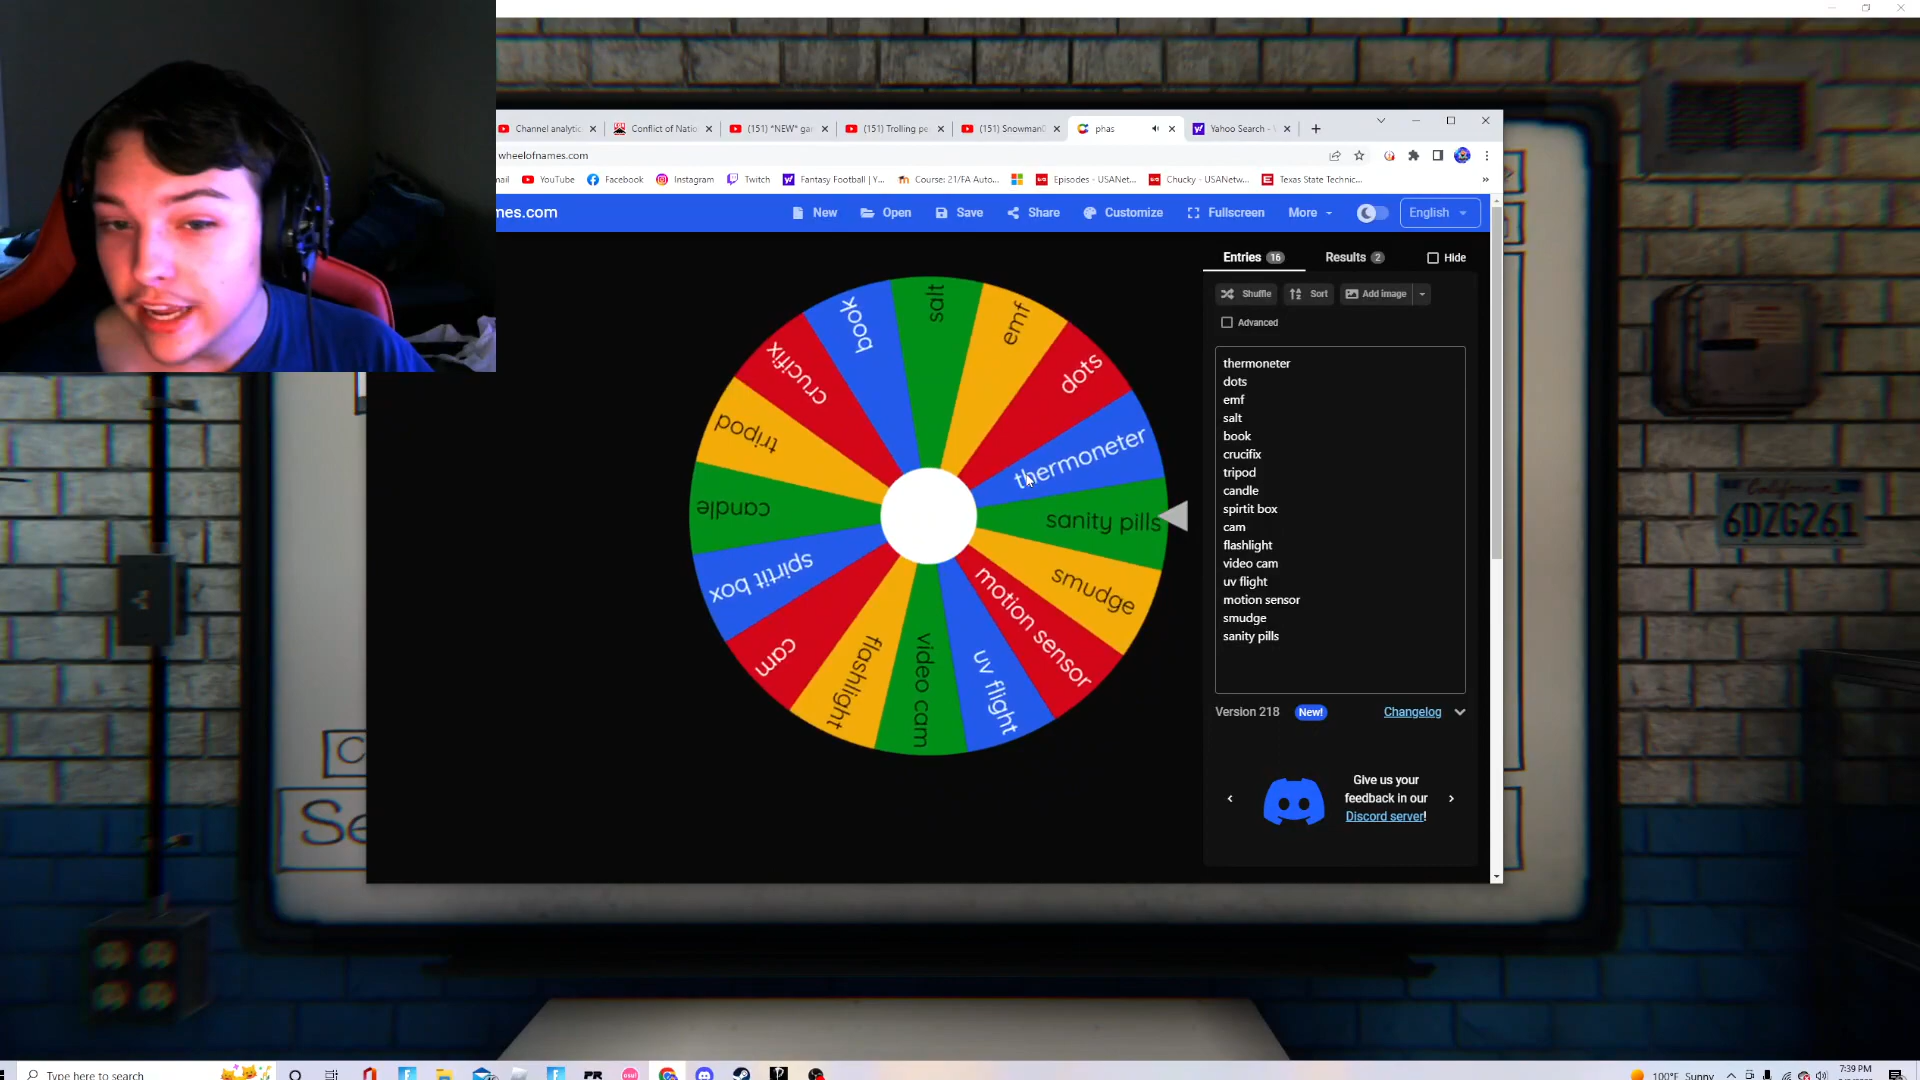 Channel analytic
Conflict of Natio
(151) *NEW* gar
(151) Trolling pe
(151) Snowman
phas
Yahoo Search -
wheelofnames.com
mail
YouTube
Facebook
Instagram
Twitch
Fantasy Football | Y...
Course: 21/FA Auto...
Episodes - USANet...
Chucky - USANetw...
Texas State Technic...
»
mes.com
New
Open
Save
Share
Customize
Fullscreen
More
English
Entries 16
Results 2
Hide
Shuffle
Sort
Add image
Advanced
thermoneter
dots
emf
salt
book
crucifix
tripod
candle
spirtit box
cam
flashlight
video cam
uv flight
motion sensor
smudge
sanity pills
salt
emf
dots
thermoneter
sanity pills
smudge
motion sensor
uv flight
video cam
flashlight
cam
spirtit box
candle
tripod
crucifix
book
Version 218
New!
Changelog
Give us your
feedback in our
Discord server!
C
Se
California
6DZG261
Type here to search
PR
100°F Sunny
7:39 PM